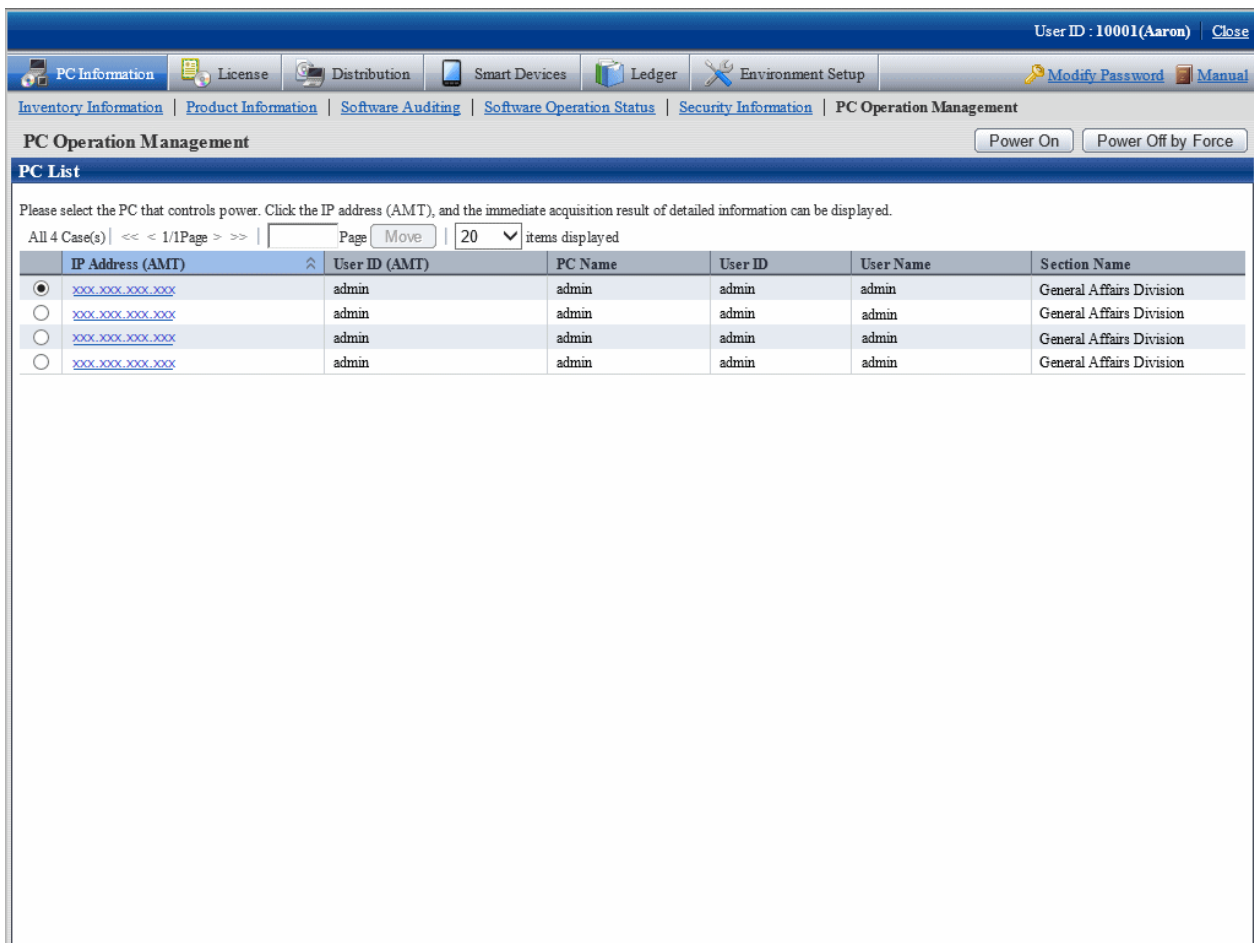 User ID : 10001(Aaron) Close
PC Information License Distribution Smart Devices Ledger Environment Setup Modify Password Manual
Inventory Information | Product Information | Software Auditing | Software Operation Status | Security Information | PC Operation Management
PC Operation Management Power On Power Off by Force
PC List
Please select the PC that controls power. Click the IP address (AMT), and the immediate acquisition result of detailed information can be displayed.
All 4 Case(s) | << < 1/1Page > >> | Page Move | 20 items displayed
IP Address (AMT) User ID (AMT) PC Name User ID User Name Section Name
xxx.xxx.xxx.xxx admin admin admin admin General Affairs Division
xxx.xxx.xxx.xxx admin admin admin admin General Affairs Division
xxx.xxx.xxx.xxx admin admin admin admin General Affairs Division
xxx.xxx.xxx.xxx admin admin admin admin General Affairs Division